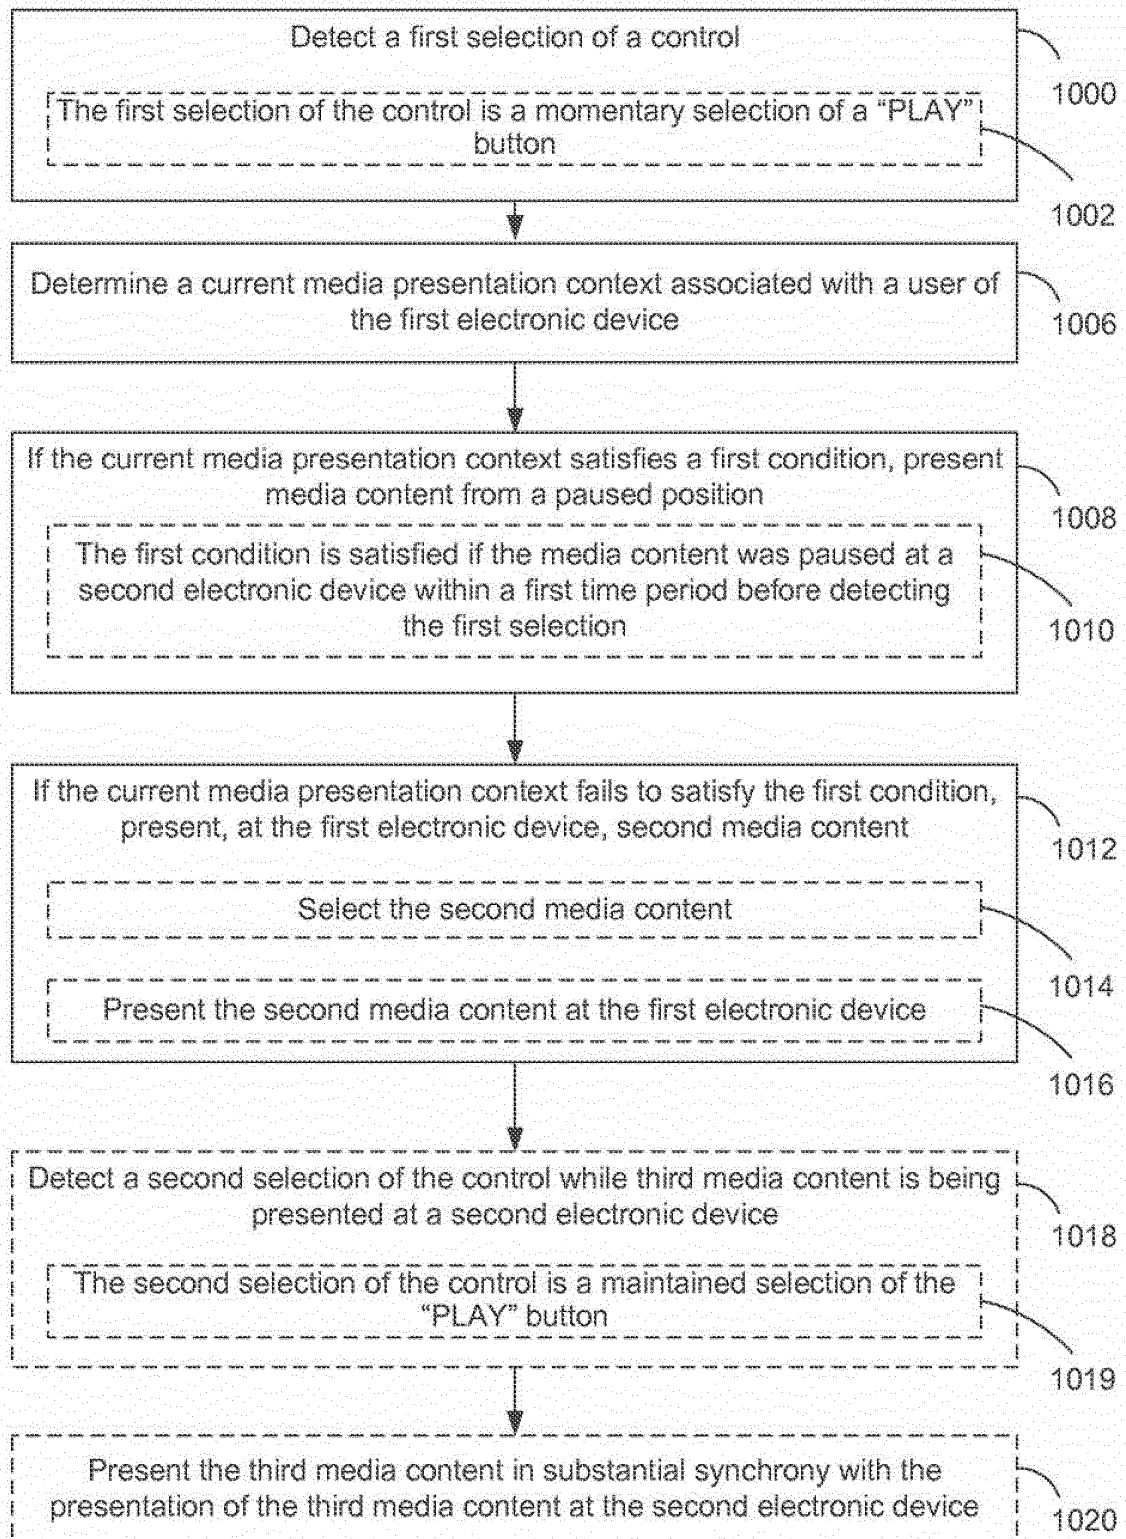 Detect a first selection of a control
1000
The first selection of the control is a momentary selection of a “PLAY”
button
1002
Determine a current media presentation context associated with a user of
the first electronic device
1006
If the current media presentation context satisfies a first condition, present
media content from a paused position
1008
The first condition is satisfied if the media content was paused at a
second electronic device within a first time period before detecting
the first selection
1010
If the current media presentation context fails to satisfy the first condition,
present, at the first electronic device, second media content
1012
Select the second media content
1014
Present the second media content at the first electronic device
1016
Detect a second selection of the control while third media content is being
presented at a second electronic device
1018
The second selection of the control is a maintained selection of the
“PLAY” button
1019
Present the third media content in substantial synchrony with the
presentation of the third media content at the second electronic device
1020